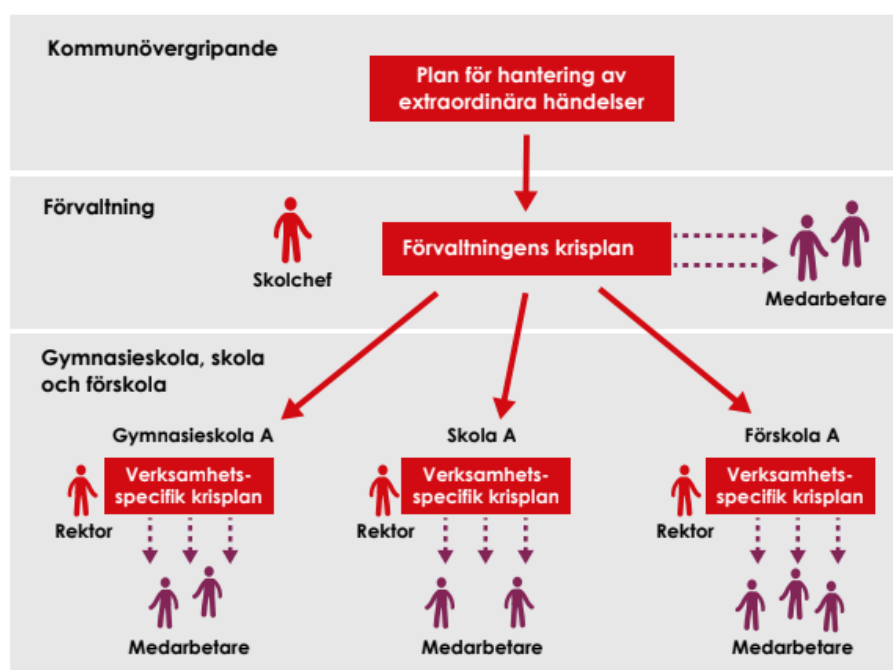 Kommunövergripande
Plan för hantering av
extraordinära händelser
Förvaltning
Skolchef
Förvaltningens krisplan
Medarbetare
Gymnasieskola, skola
och förskola
Gymnasieskola A
Verksamhets-
specifik krisplan
Rektor
Medarbetare
Skola A
Verksamhets-
specifik krisplan
Rektor
Medarbetare
Förskola A
Verksamhets-
specifik krisplan
Rektor
Medarbetare